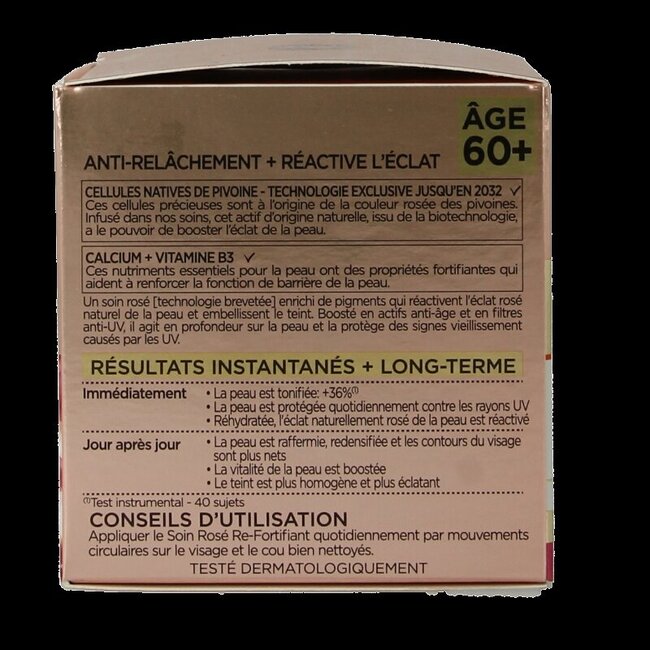 ÂGE
60+
ANTI-RELÂCHEMENT + RÉACTIVE L'ÉCLAT
CELLULES NATIVES DE PIVOINE - TECHNOLOGIE EXCLUSIVE JUSQU'EN 2032 ✓
Ces cellules précieuses sont à l'origine de la couleur rosée des pivoines.
Infusé dans nos soins, cet actif d'origine naturelle, issu de la biotechnologie,
a le pouvoir de booster l'éclat de la peau.
CALCIUM + VITAMINE B3 ✓
Ces nutriments essentiels pour la peau ont des propriétés fortifiantes qui
aident à renforcer la fonction de barrière de la peau.
Un soin rosé [technologie brevetée] enrichi de pigments qui réactivent l'éclat rosé
naturel de la peau et embellissent le teint. Boosté en actifs anti-âge et en filtres
anti-UV, il agit en profondeur sur la peau et la protège des signes vieillissement
causés par les UV.
RÉSULTATS INSTANTANÉS + LONG-TERME
Immédiatement • La peau est tonifiée: +36%⁽¹⁾
• La peau est protégée quotidiennement contre les rayons UV
• Réhydratée, l'éclat naturellement rosé de la peau est réactivé
Jour après jour • La peau est raffermie, redensifiée et les contours du visage
sont plus nets
• La vitalité de la peau est boostée
• Le teint est plus homogène et plus éclatant
⁽¹⁾Test instrumental - 40 sujets
CONSEILS D'UTILISATION
Appliquer le Soin Rosé Re-Fortifiant quotidiennement par mouvements
circulaires sur le visage et le cou bien nettoyés.
TESTÉ DERMATOLOGIQUEMENT